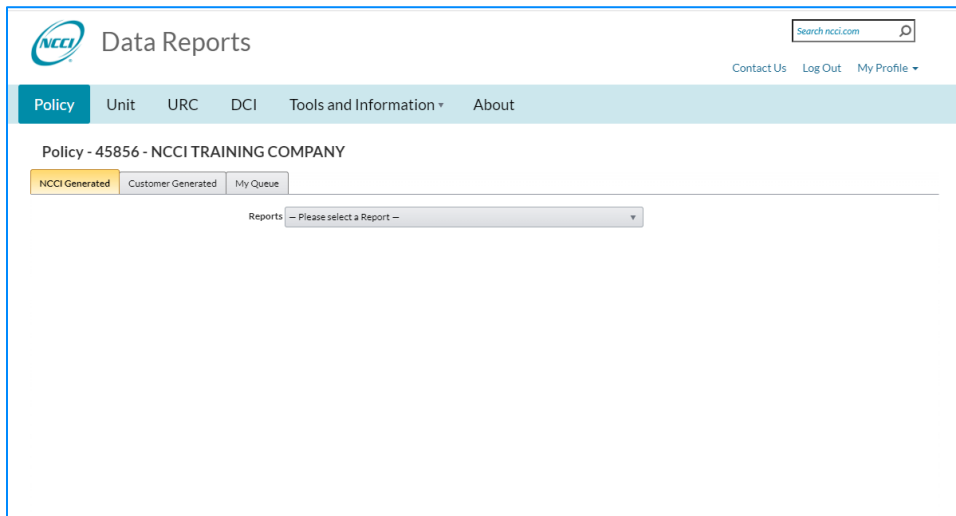 NCCI
Data Reports
Search ncci.com
Contact Us Log Out My Profile
Policy Unit URC DCI Tools and Information About
Policy - 45856 - NCCI TRAINING COMPANY
NCCI Generated Customer Generated My Queue
Reports — Please select a Report —